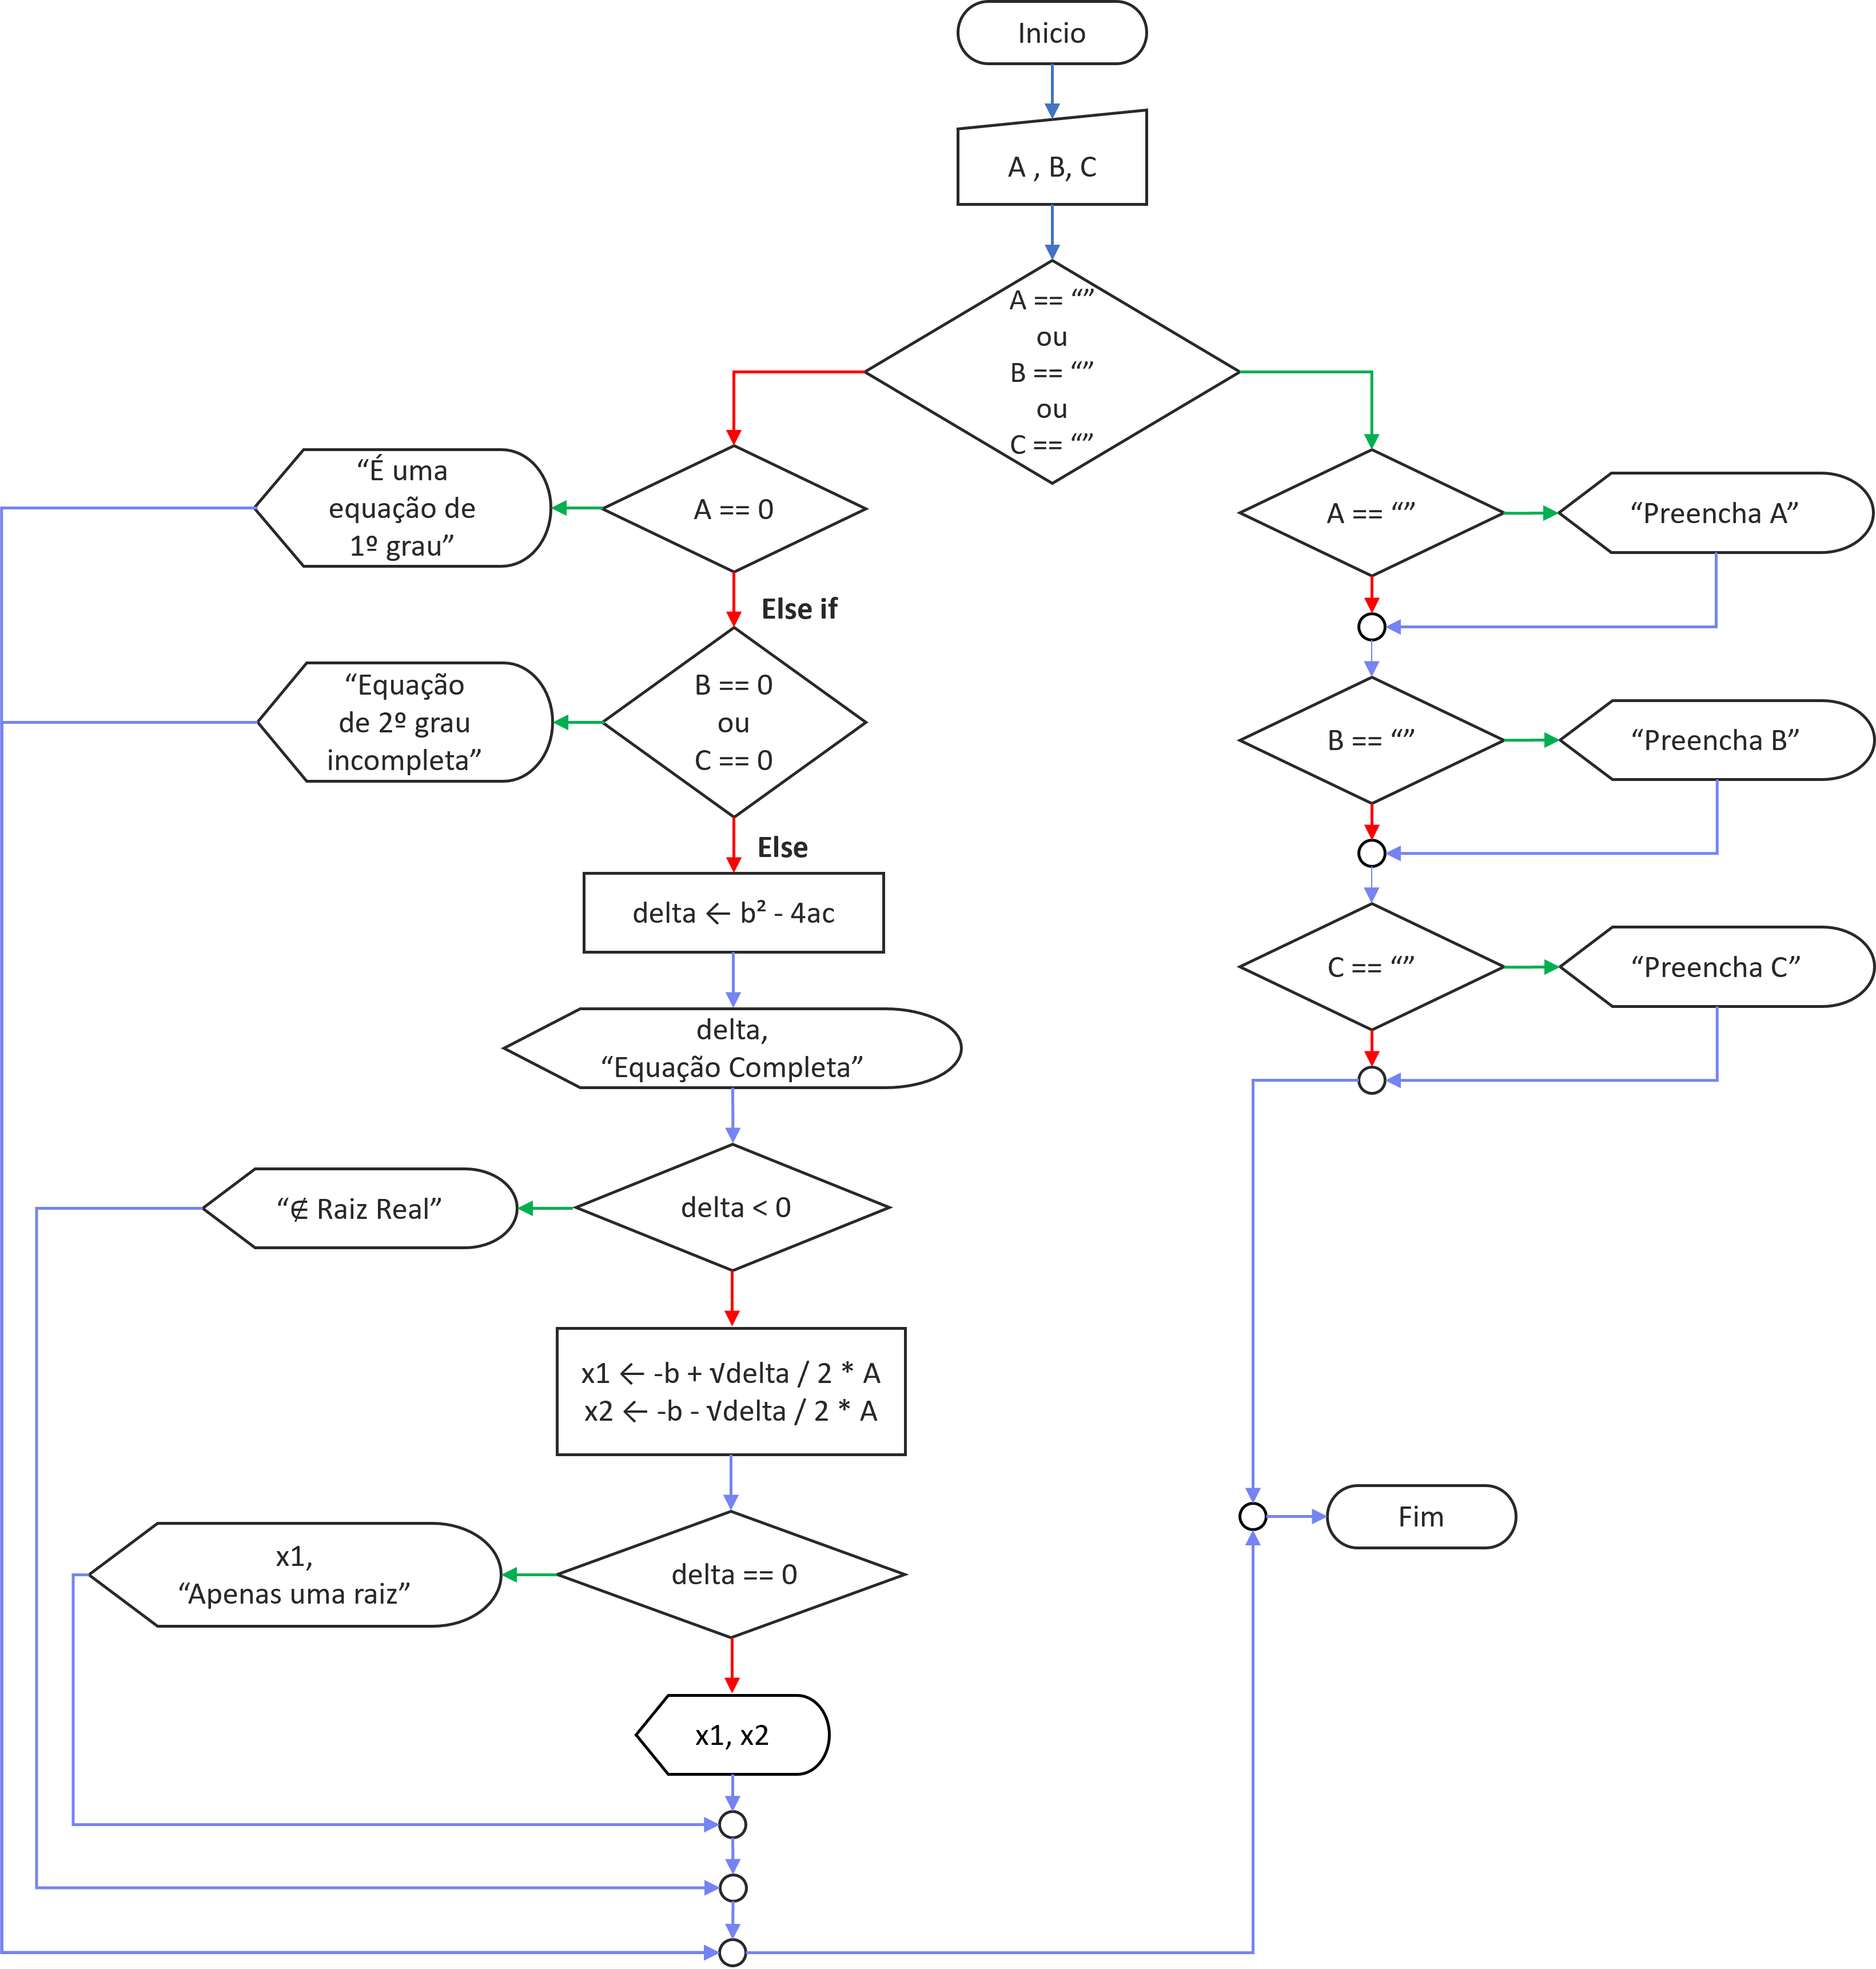 Inicio
A , B, C
A == “”
ou
B == “”
ou
C == “”
A == 0
“É uma
equação de
1º grau”
A == “”
“Preencha A”
Else if
B == 0
ou
C == 0
“Equação
de 2º grau
incompleta”
B == “”
“Preencha B”
Else
delta ← b² - 4ac
C == “”
“Preencha C”
delta,
“Equação Completa”
delta < 0
“∉ Raiz Real”
x1 ← -b + √delta / 2 * A
x2 ← -b - √delta / 2 * A
Fim
delta == 0
x1,
“Apenas uma raiz”
x1, x2